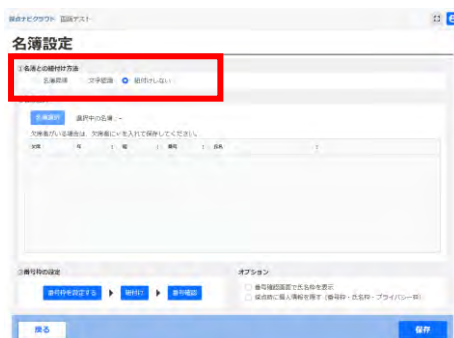 採点ナビクラウド 国語テスト
名簿設定
①名簿との紐付け方法
名簿順選 文字認識 紐付けしない
名簿選択 選択中の名簿：-
欠席者がいる場合は、欠席者に✓を入れて保存してください。
欠席 年 組 番号 氏名
③番号枠の設定 オプション
番号枠を設定する 紐付け 番号確認
番号確認画面で氏名枠を表示
採点時に個人情報を隠す（番号枠・氏名枠・プライバシー枠）
戻る 保存